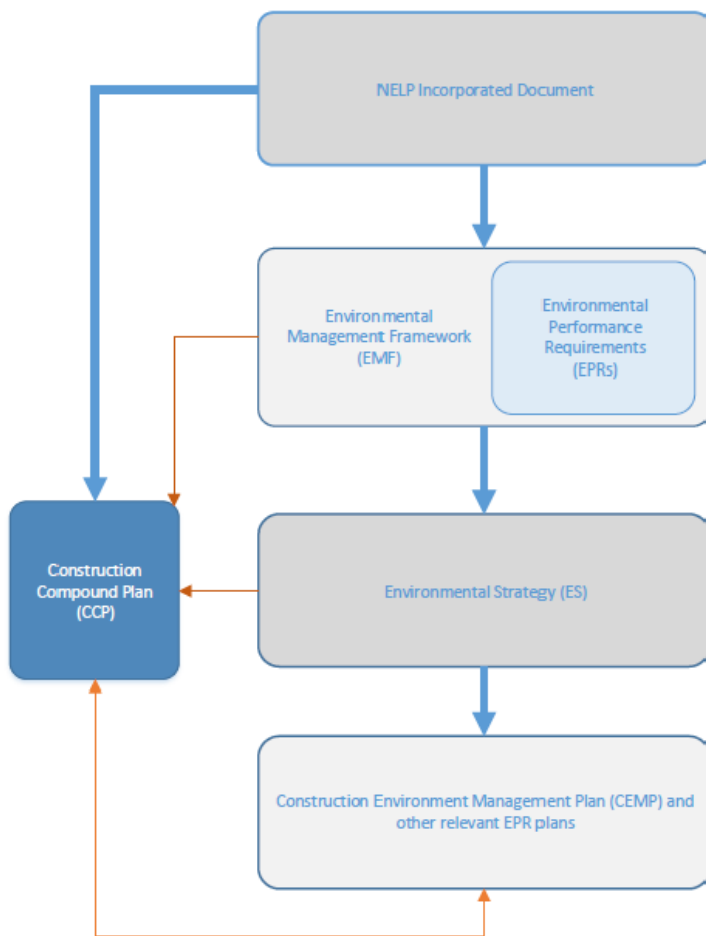 NELP Incorporated Document
Environmental
Management Framework
(EMF)
Environmental
Performance
Requirements
(EPRs)
Construction
Compound Plan
(CCP)
Environmental Strategy (ES)
Construction Environment Management Plan (CEMP) and
other relevant EPR plans